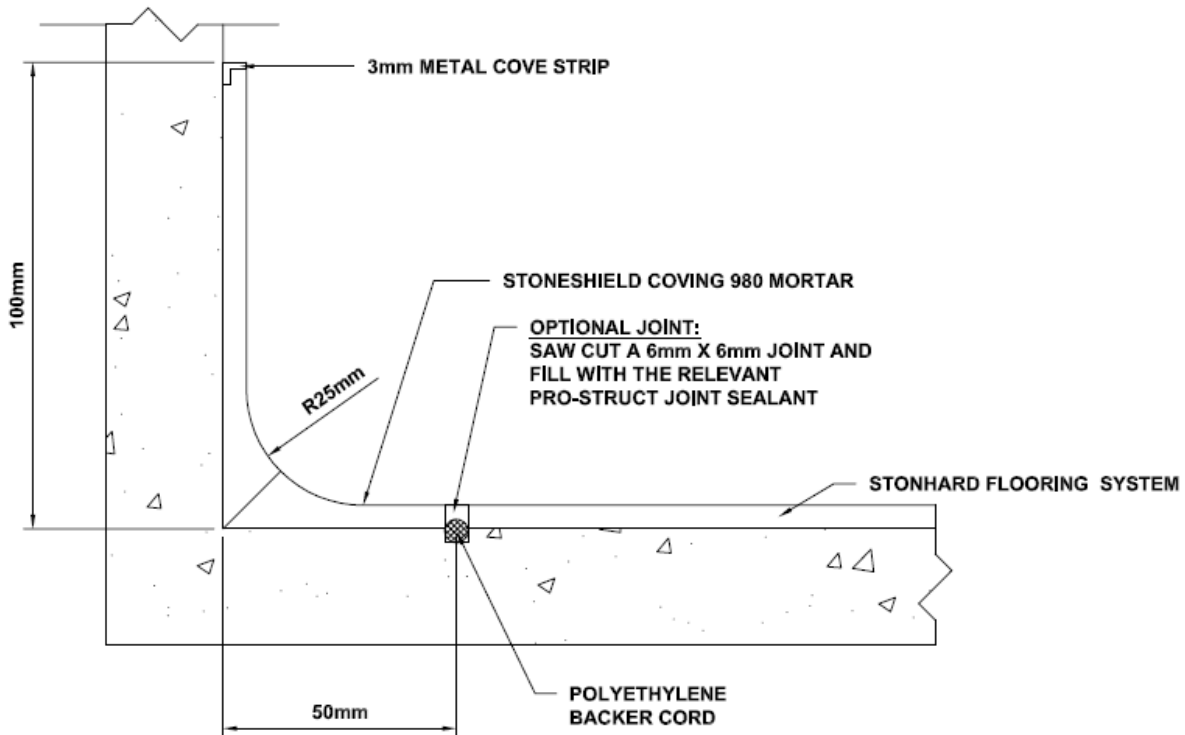 3mm METAL COVE STRIP
100mm
STONESHIELD COVING 980 MORTAR
OPTIONAL JOINT:
SAW CUT A 6mm X 6mm JOINT AND
FILL WITH THE RELEVANT
PRO-STRUCT JOINT SEALANT
R25mm
STONHARD FLOORING SYSTEM
POLYETHYLENE
BACKER CORD
50mm